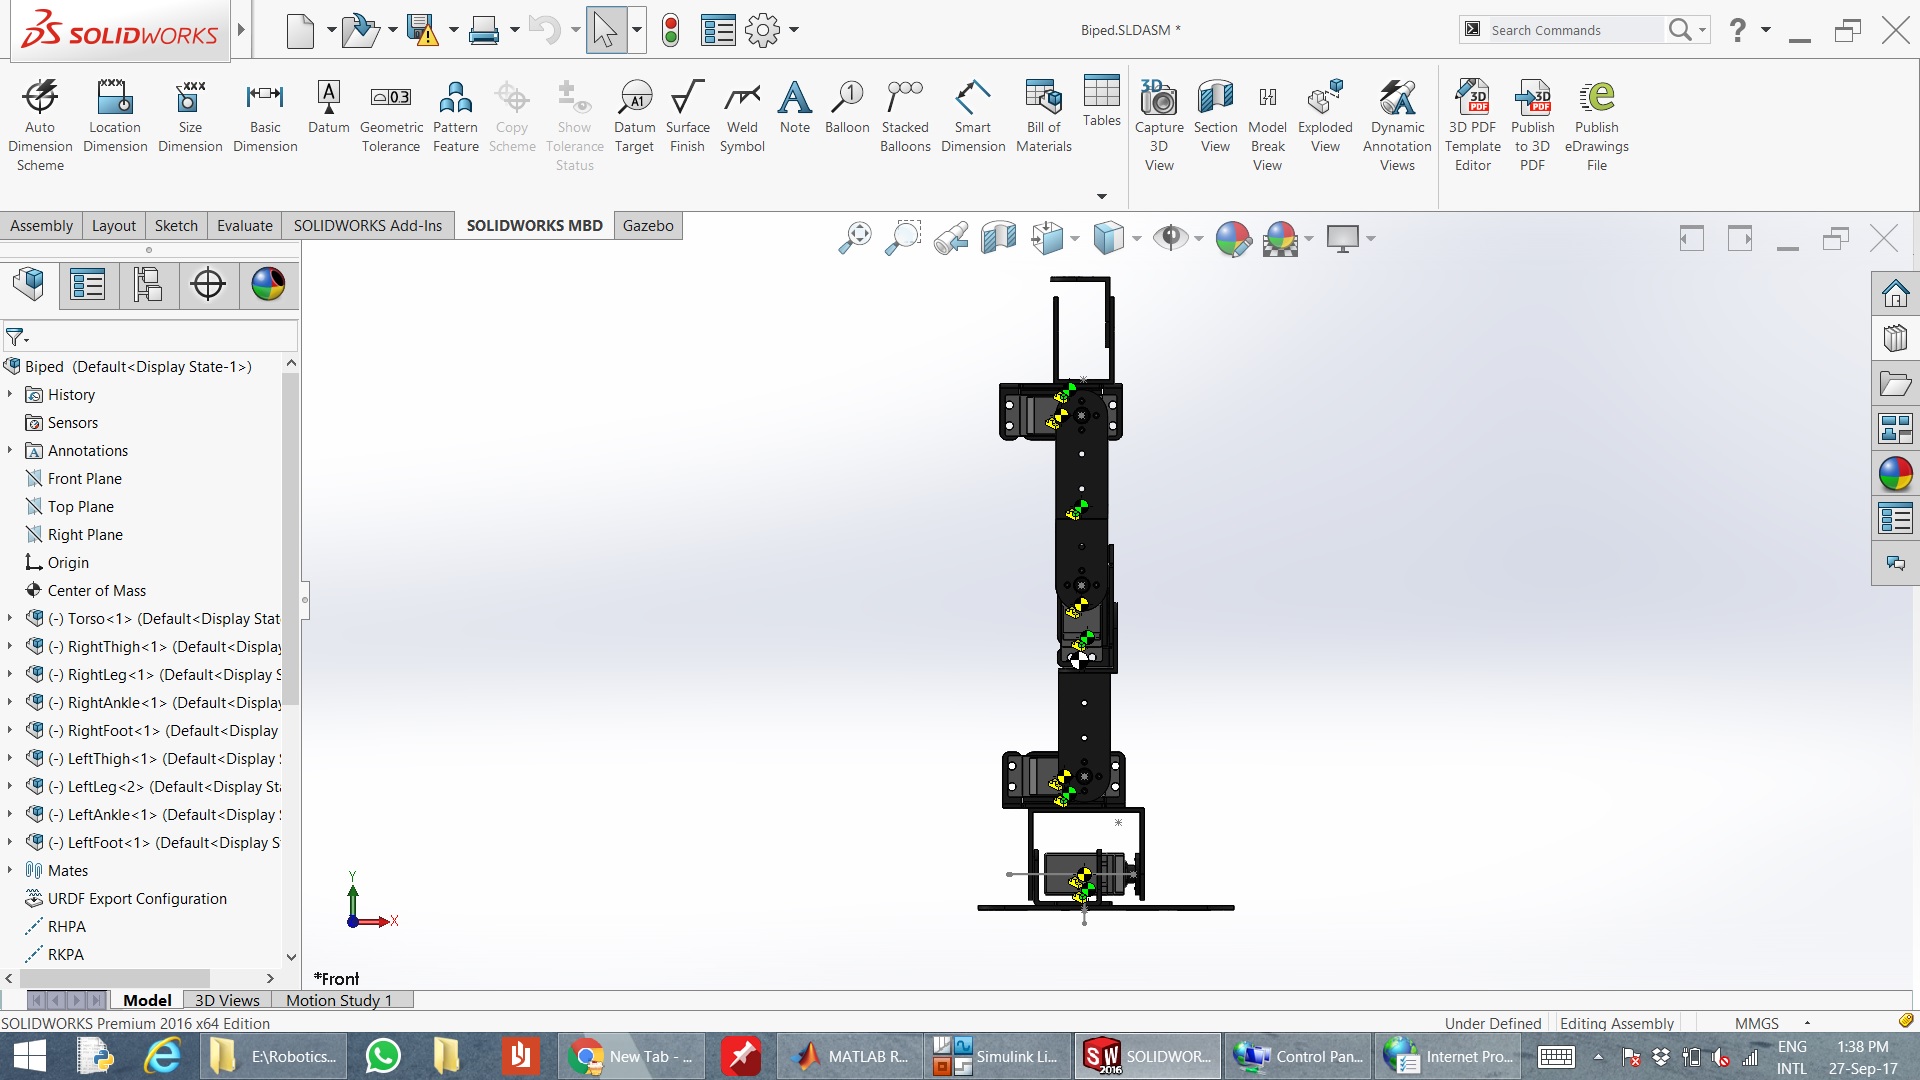 SOLIDWORKS
Biped.SLDASM *
Search Commands
?
Auto Dimension Scheme
Location Dimension
Size Dimension
Basic Dimension
Datum
Geometric Tolerance
Pattern Feature
Copy Scheme
Show Tolerance Status
Datum Target
Surface Finish
Weld Symbol
Note
Balloon
Stacked Balloons
Smart Dimension
Bill of Materials
Tables
Capture 3D View
Section View
Model Break View
Exploded View
Dynamic Annotation Views
3D PDF Template Editor
Publish to 3D PDF
Publish eDrawings File
Assembly
Layout
Sketch
Evaluate
SOLIDWORKS Add-Ins
SOLIDWORKS MBD
Gazebo
Biped (Default<Display State-1>)
History
Sensors
Annotations
Front Plane
Top Plane
Right Plane
Origin
Center of Mass
(-) Torso<1> (Default<Display Stat
(-) RightThigh<1> (Default<Display
(-) RightLeg<1> (Default<Display S
(-) RightAnkle<1> (Default<Display
(-) RightFoot<1> (Default<Display
(-) LeftThigh<1> (Default<Display
(-) LeftLeg<2> (Default<Display Sta
(-) LeftAnkle<1> (Default<Display
(-) LeftFoot<1> (Default<Display S
Mates
URDF Export Configuration
RHPA
RKPA
Y
X
*Front
Model
3D Views
Motion Study 1
SOLIDWORKS Premium 2016 x64 Edition
Under Defined
Editing Assembly
MMGS
E:\Robotics...
New Tab - ...
MATLAB R...
Simulink Li...
SOLIDWOR...
Control Pan...
Internet Pro...
ENG
INTL
1:38 PM
27-Sep-17